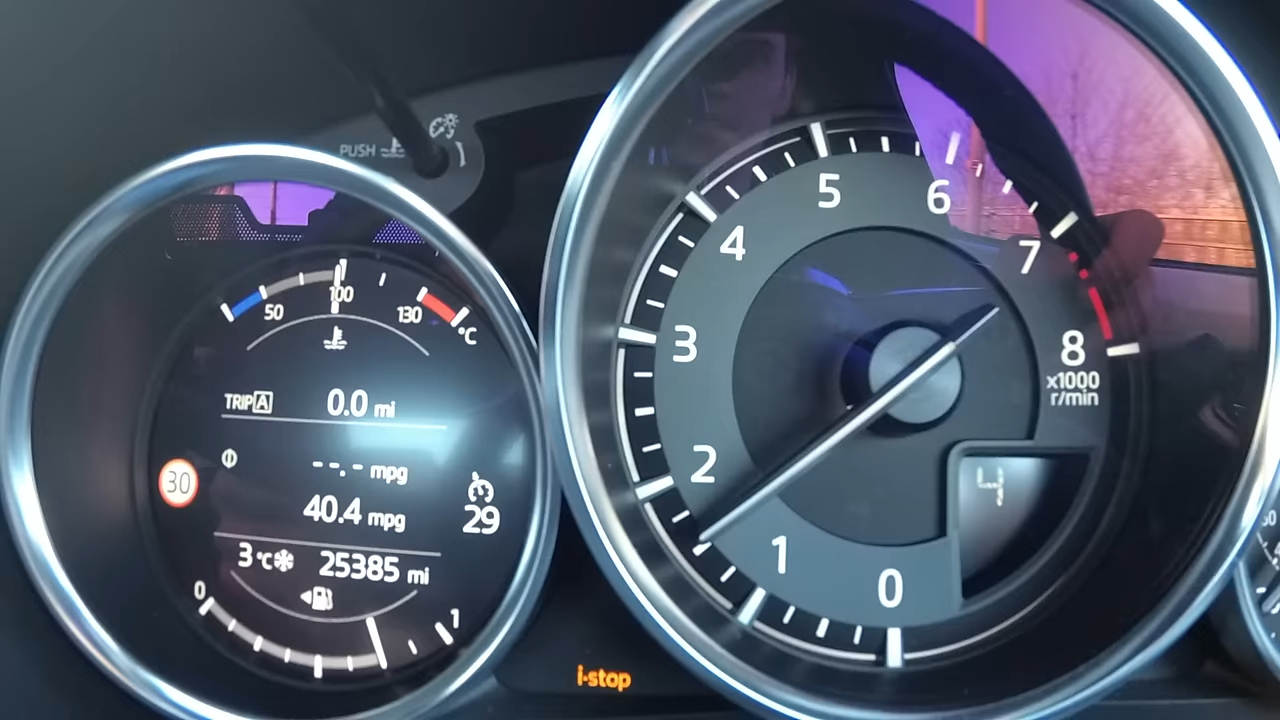 PUSH
50
100
130
°C
TRIP A
0.0 mi
--.- mpg
30
40.4 mpg
29
3°C
25385 mi
0
1
i-stop
0
1
2
3
4
5
6
7
8
x1000
r/min
4